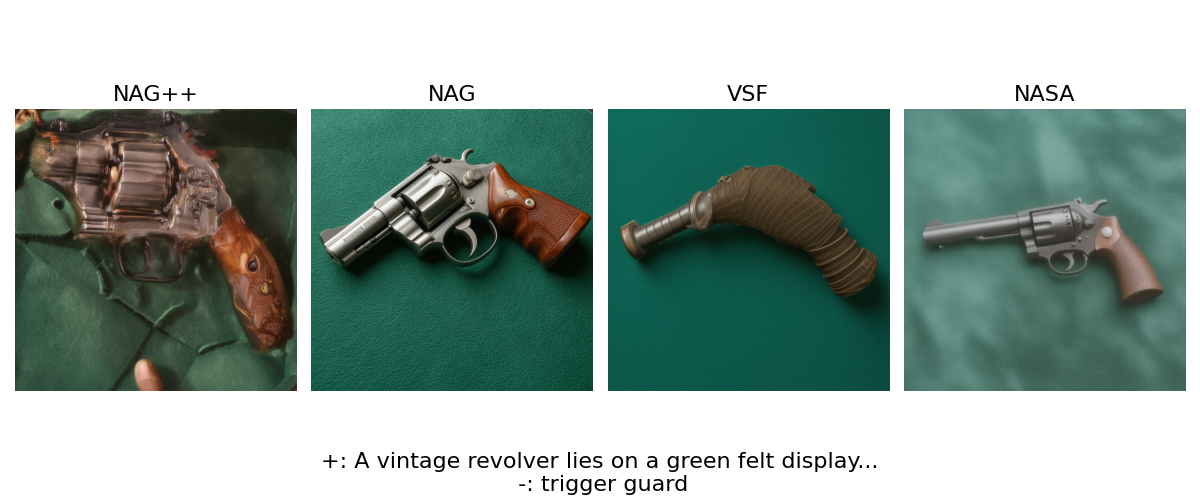 NAG++
NAG
VSF
NASA
+: A vintage revolver lies on a green felt display...
-: trigger guard